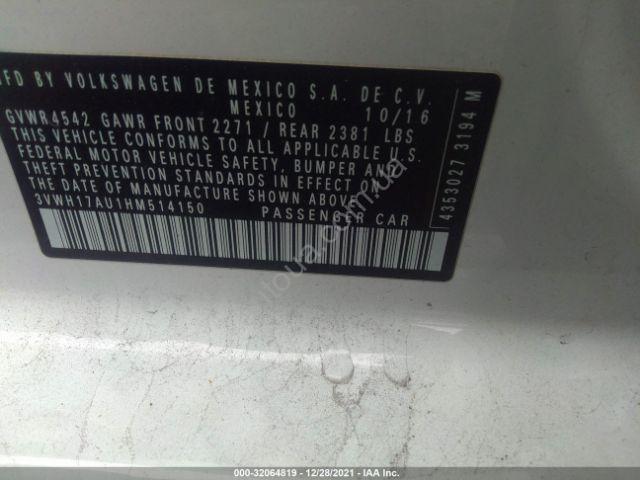 MFD BY VOLKSWAGEN DE MEXICO S.A. DE C.V.
MEXICO 10/16
GVWR 4542 GAWR FRONT 2271 / REAR 2381 LBS
THIS VEHICLE CONFORMS TO ALL APPLICABLE U.S.
FEDERAL MOTOR VEHICLE SAFETY, BUMPER AND
THEFT PREVENTION STANDARDS IN EFFECT ON
THE DATE OF MANUFACTURE SHOWN ABOVE.
3VWH17AU1HM514150 PASSENGER CAR
4353027 3194 M
000-32064819 - 12/28/2021 - IAA Inc.